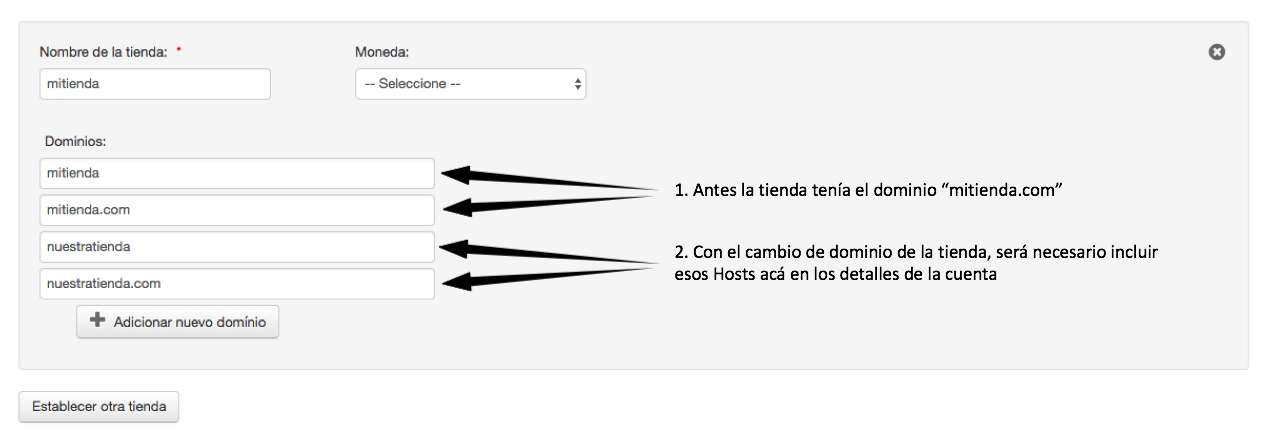 Nombre de la tienda: *
Moneda:
mitienda
-- Seleccione --
Dominios:
mitienda
mitienda.com
1. Antes la tienda tenía el dominio “mitienda.com”
nuestratienda
nuestratienda.com
2. Con el cambio de dominio de la tienda, será necesario incluir
esos Hosts acá en los detalles de la cuenta
Adicionar nuevo domínio
Establecer otra tienda